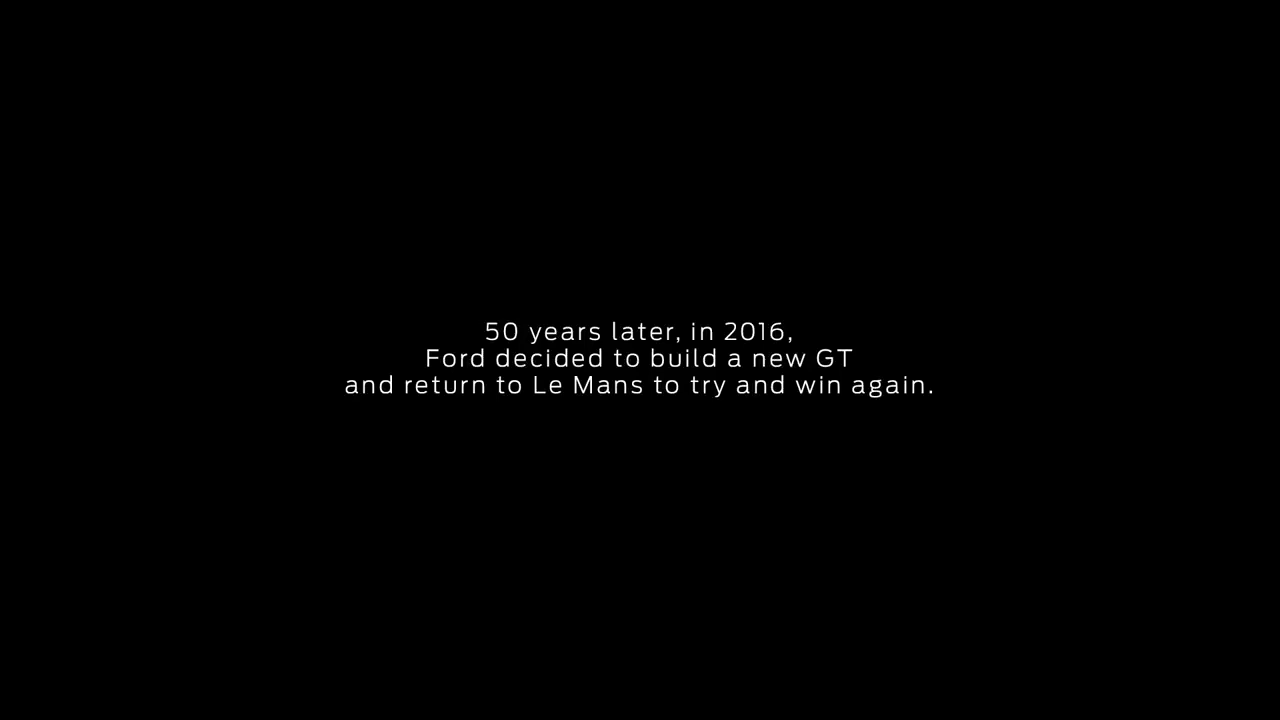 50 years later, in 2016,
Ford decided to build a new GT
and return to Le Mans to try and win again.